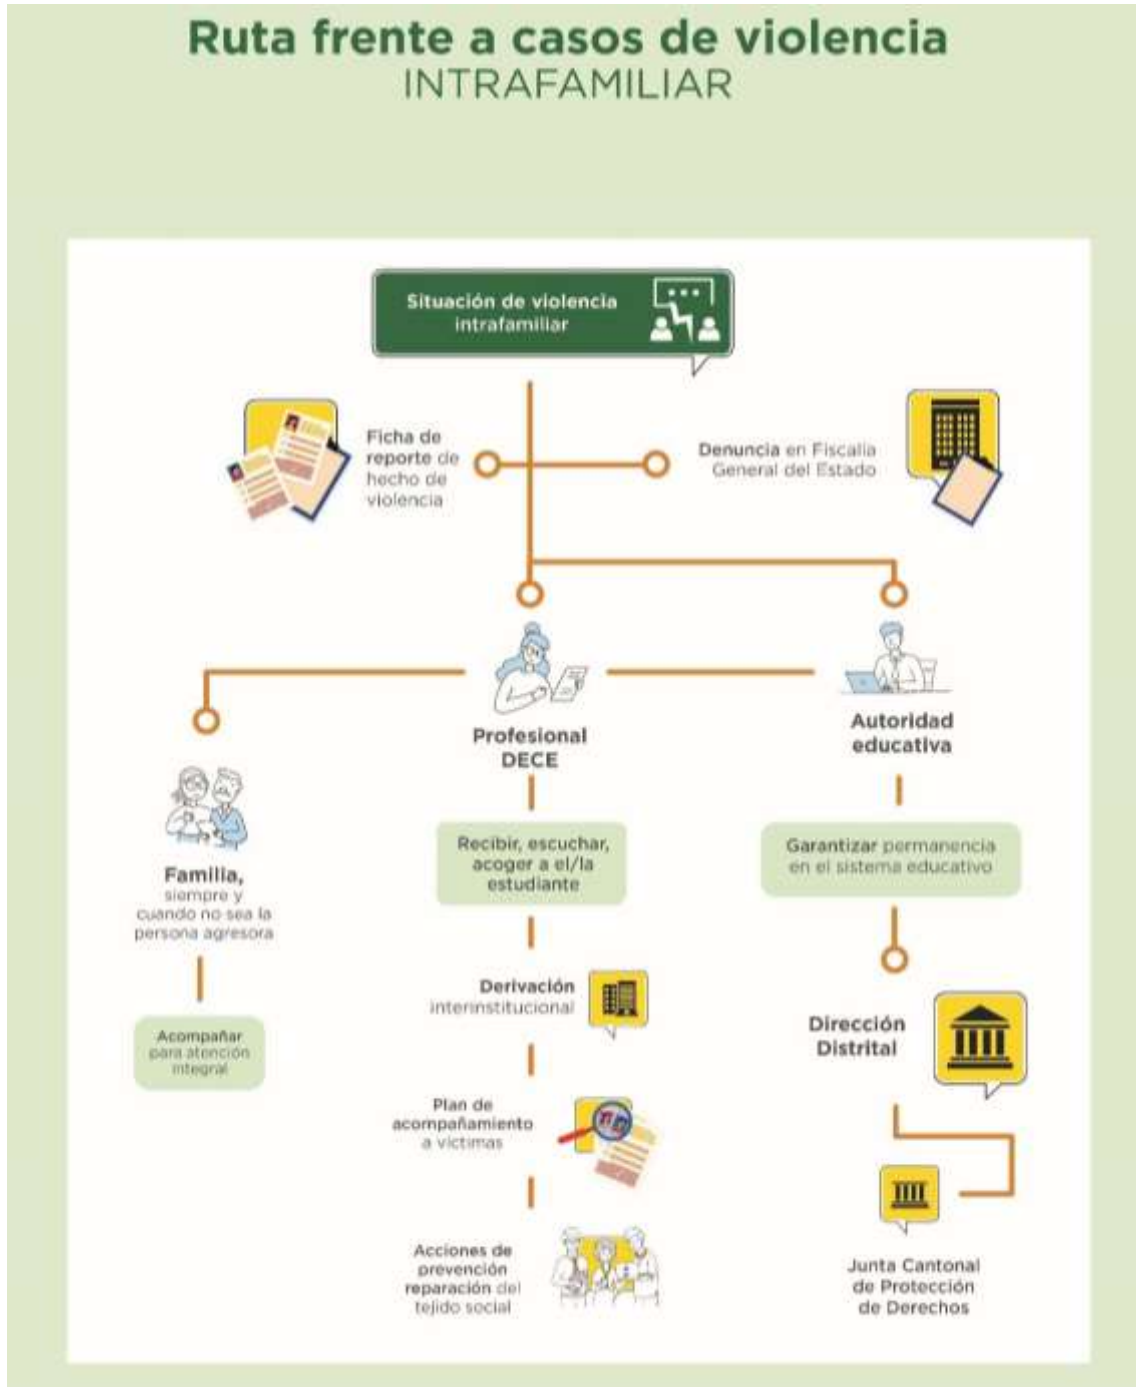 Ruta frente a casos de violencia
INTRAFAMILIAR
Situación de violencia
intrafamiliar
Ficha de
reporte de
hecho de
violencia
Denuncia en Fiscalía
General del Estado
Profesional
DECE
Autoridad
educativa
Familia,
siempre y
cuando no sea la
persona agresora
Recibir, escuchar,
acoger a el/la
estudiante
Garantizar permanencia
en el sistema educativo
Acompañar
para atención
integral
Derivación
interinstitucional
Dirección
Distrital
Plan de
acompañamiento
a víctimas
Acciones de
prevención
reparación del
tejido social
Junta Cantonal
de Protección
de Derechos